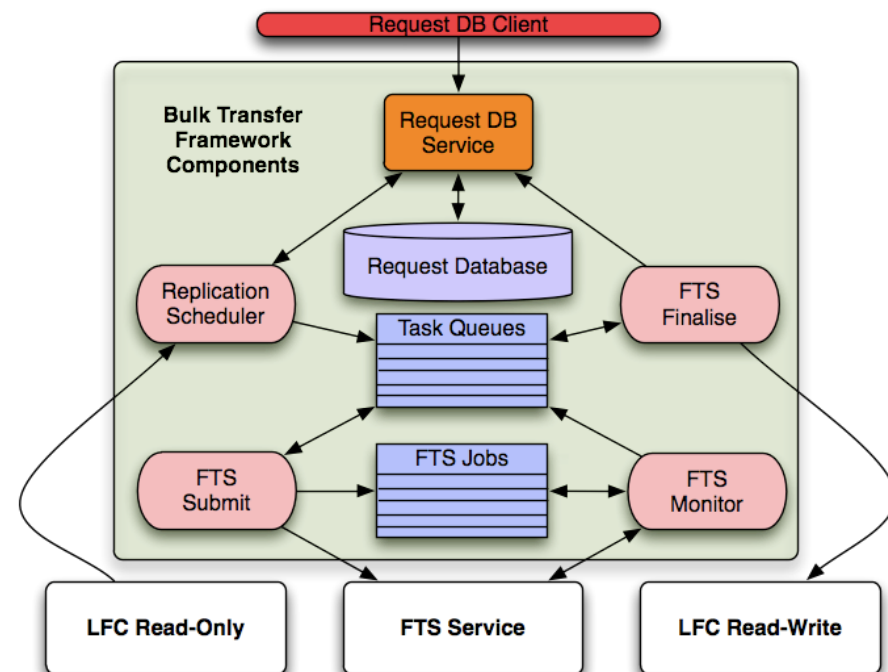 Request DB Client
Bulk Transfer
Framework
Components
Request DB
Service
Request Database
Replication
Scheduler
FTS
Finalise
Task Queues
FTS
Submit
FTS Jobs
FTS
Monitor
LFC Read-Only
FTS Service
LFC Read-Write